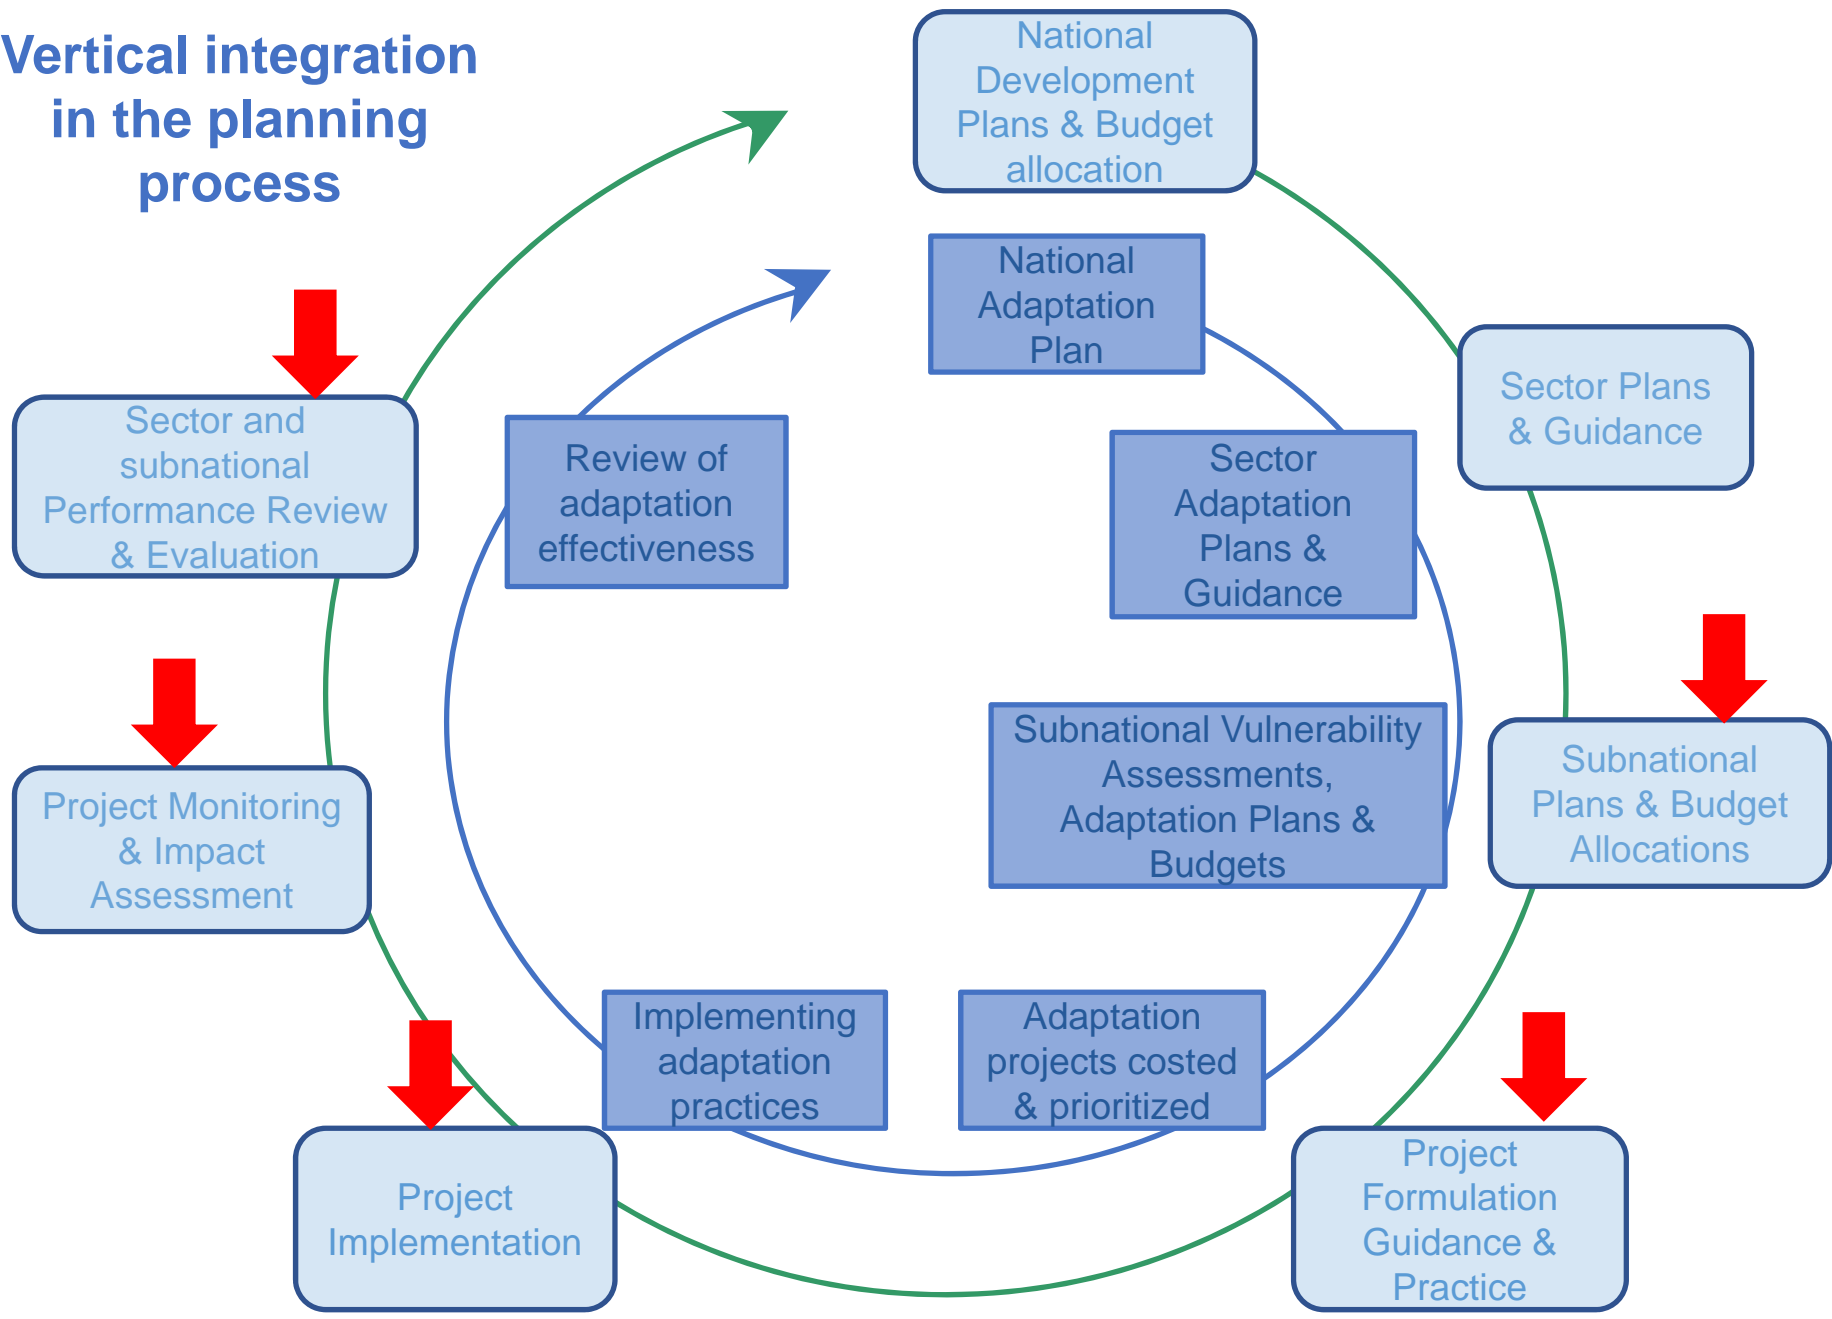 Vertical integration
in the planning
process
National
Development
Plans & Budget
allocation
National
Adaptation
Plan
Sector Plans
& Guidance
Sector
Adaptation
Plans &
Guidance
Subnational Vulnerability
Assessments,
Adaptation Plans &
Budgets
Subnational
Plans & Budget
Allocations
Adaptation
projects costed
& prioritized
Project
Formulation
Guidance &
Practice
Implementing
adaptation
practices
Project
Implementation
Project Monitoring
& Impact
Assessment
Sector and
subnational
Performance Review
& Evaluation
Review of
adaptation
effectiveness